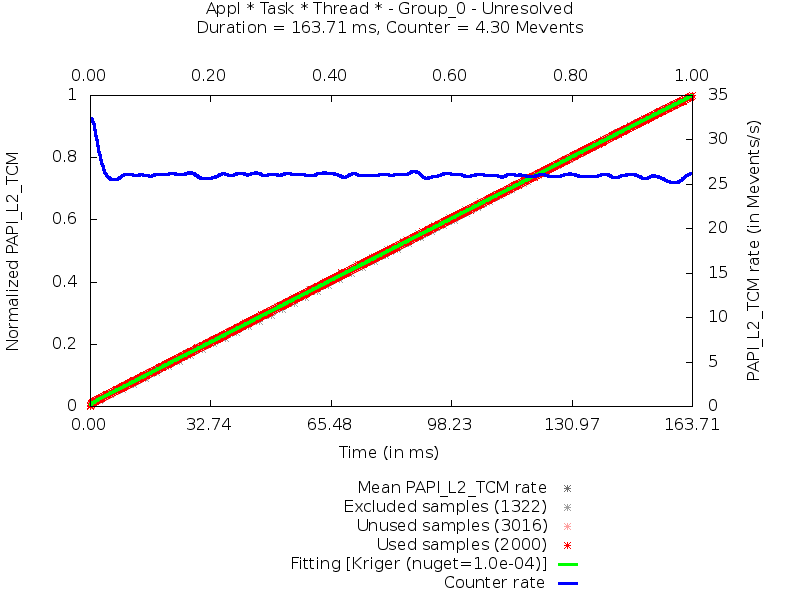 Appl * Task * Thread * - Group_0 - Unresolved
Duration = 163.71 ms, Counter = 4.30 Mevents
0.00 0.20 0.40 0.60 0.80 1.00
1 35
30
0.8
25
0.6 20
15
0.4
10
0.2
5
0 0
0.00 32.74 65.48 98.23 130.97 163.71
Normalized PAPI_L2_TCM
PAPI_L2_TCM rate (in Mevents/s)
Time (in ms)
Mean PAPI_L2_TCM rate
Excluded samples (1322)
Unused samples (3016)
Used samples (2000)
Fitting [Kriger (nuget=1.0e-04)]
Counter rate